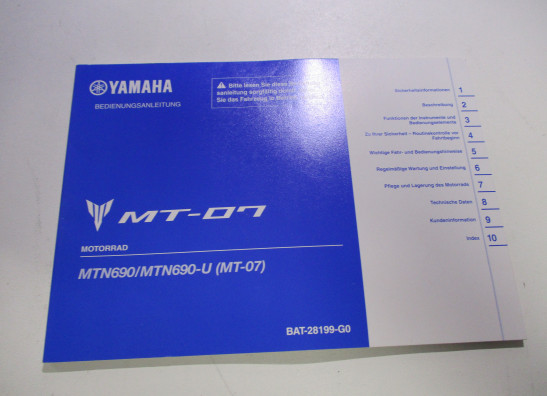 YAMAHA
BEDIENUNGSANLEITUNG
Bitte lesen Sie diese
anleitung sorgfältig
Sie das Fahrzeug in
MT-07
MOTORRAD
MTN690/MTN690-U (MT-07)
BAT-28199-G0
Sicherheitsinformationen 1
Beschreibung 2
Funktionen der Instrumente und
Bedienungselemente 3
Zu Ihrer Sicherheit – Routinekontrolle vor
Fahrtbeginn 4
Wichtige Fahr- und Bedienungshinweise 5
Regelmäßige Wartung und Einstellung 6
Pflege und Lagerung des Motorrads 7
Technische Daten 8
Kundeninformation 9
Index 10